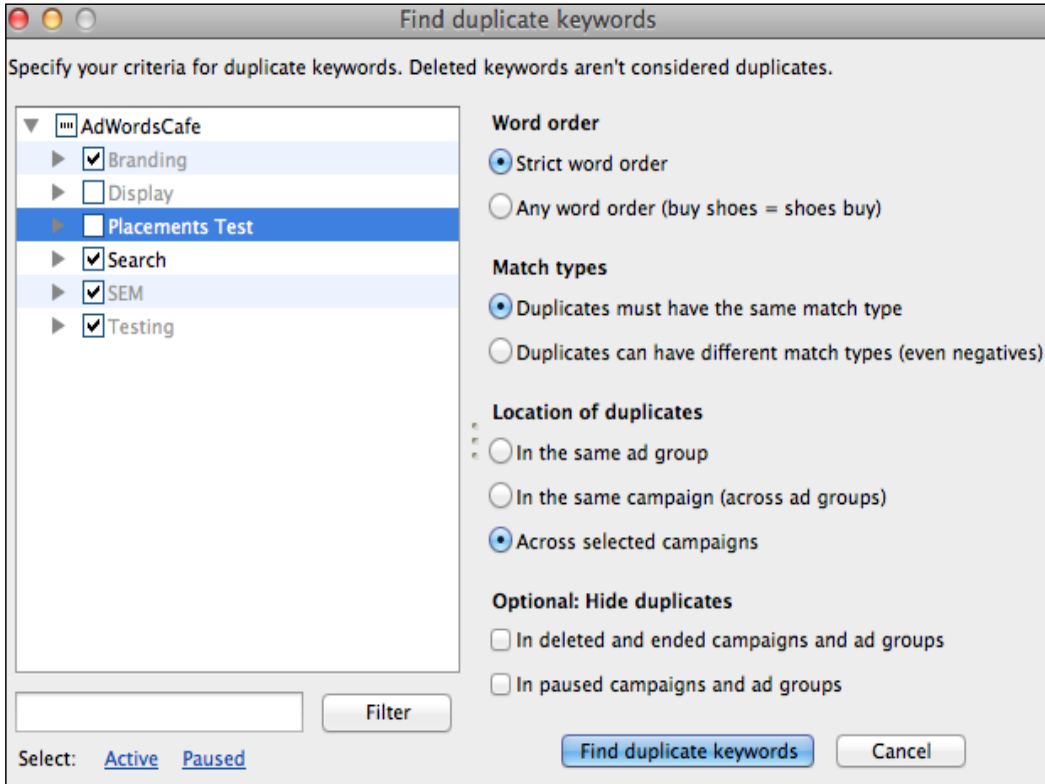 Find duplicate keywords
Specify your criteria for duplicate keywords. Deleted keywords aren't considered duplicates.
AdWordsCafe
Branding
Display
Placements Test
Search
SEM
Testing
Filter
Select: Active Paused
Word order
Strict word order
Any word order (buy shoes = shoes buy)
Match types
Duplicates must have the same match type
Duplicates can have different match types (even negatives)
Location of duplicates
In the same ad group
In the same campaign (across ad groups)
Across selected campaigns
Optional: Hide duplicates
In deleted and ended campaigns and ad groups
In paused campaigns and ad groups
Find duplicate keywords Cancel